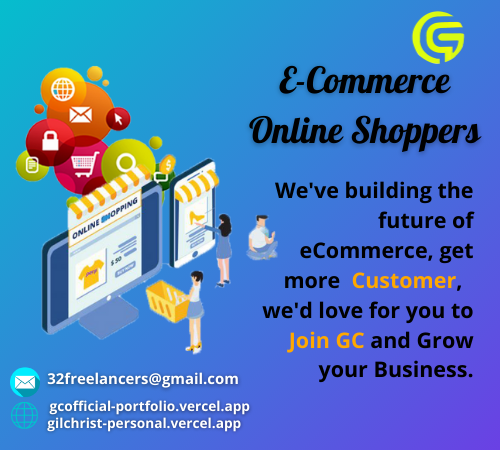 E-Commerce
Online Shoppers
We've building the
future of
eCommerce, get
more Customer,
we'd love for you to
Join GC and Grow
your Business.
ONLINE SHOPPING
$ 50
32freelancers@gmail.com
gcofficial-portfolio.vercel.app
gilchrist-personal.vercel.app